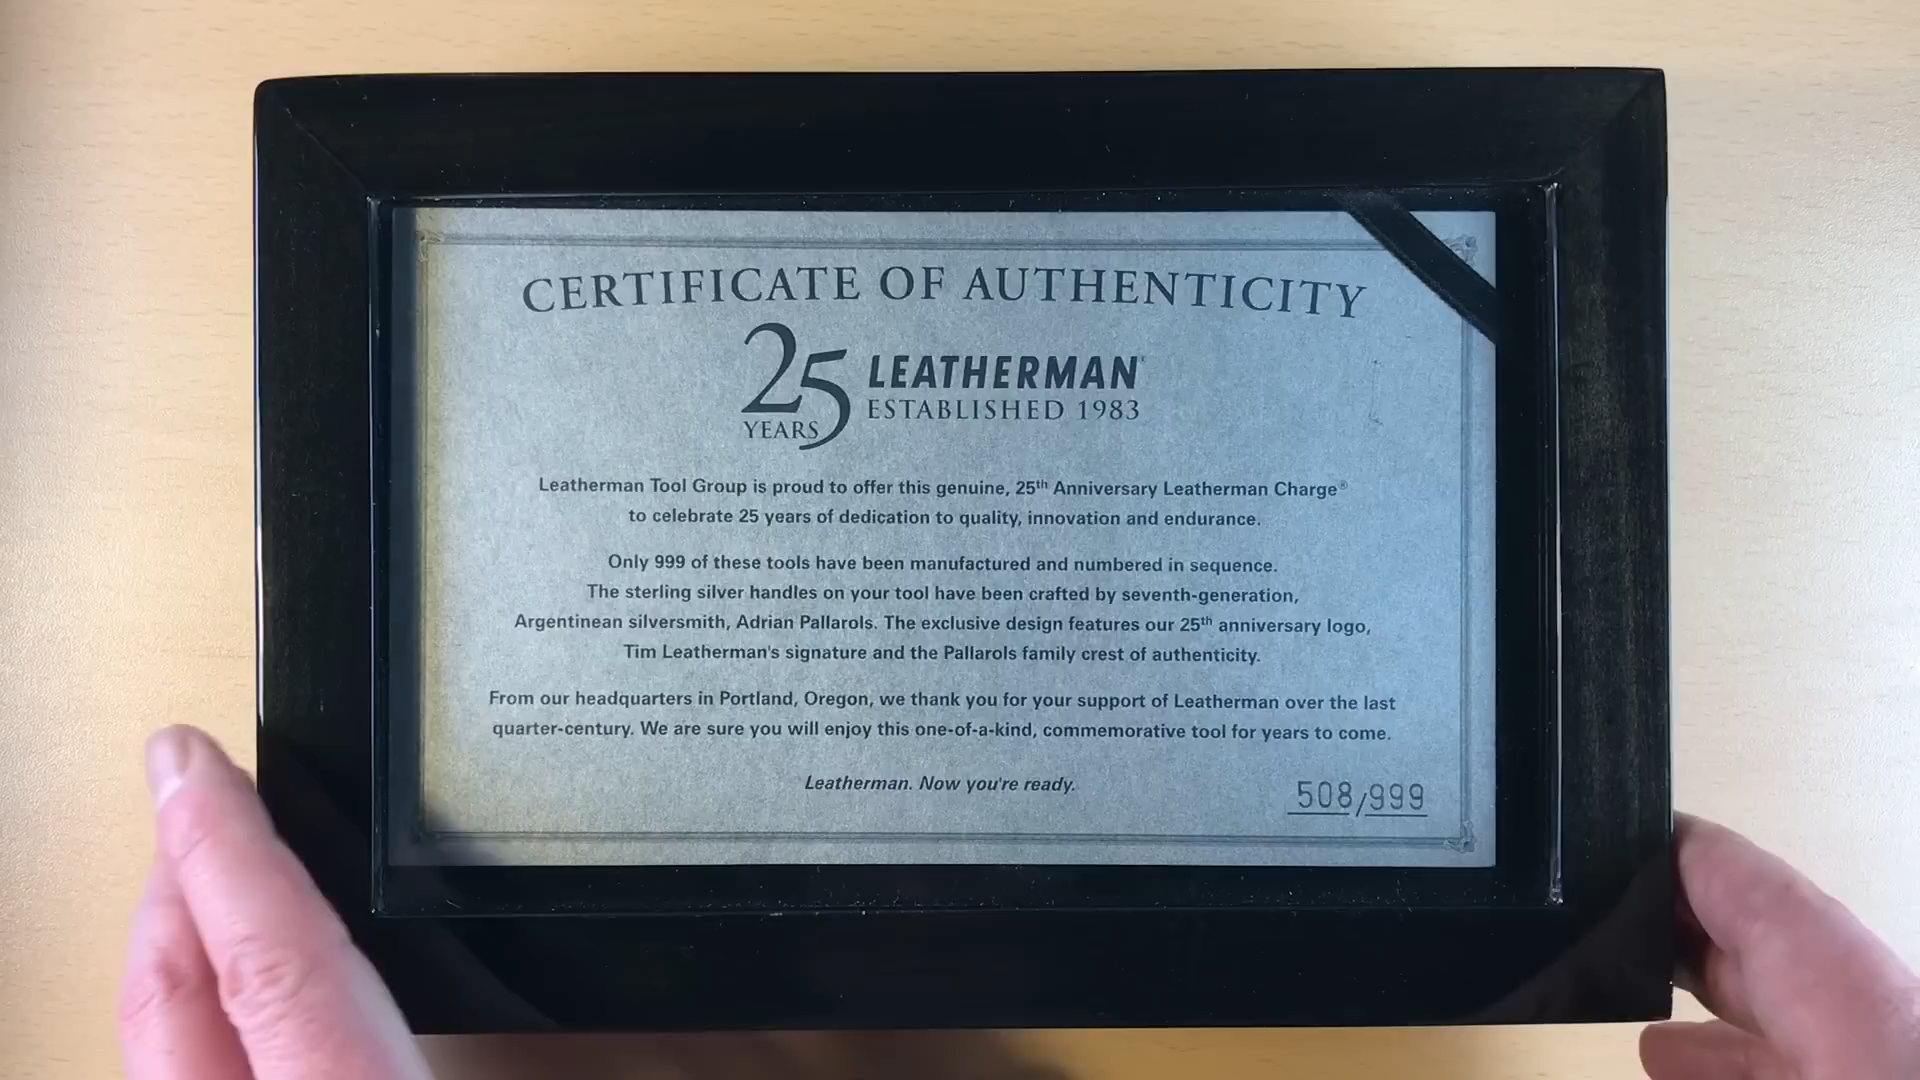 CERTIFICATE OF AUTHENTICITY
25 YEARS
LEATHERMAN®
ESTABLISHED 1983
Leatherman Tool Group is proud to offer this genuine, 25th Anniversary Leatherman Charge®
to celebrate 25 years of dedication to quality, innovation and endurance.
Only 999 of these tools have been manufactured and numbered in sequence.
The sterling silver handles on your tool have been crafted by seventh-generation,
Argentinean silversmith, Adrian Pallarols. The exclusive design features our 25th anniversary logo,
Tim Leatherman's signature and the Pallarols family crest of authenticity.
From our headquarters in Portland, Oregon, we thank you for your support of Leatherman over the last
quarter-century. We are sure you will enjoy this one-of-a-kind, commemorative tool for years to come.
Leatherman. Now you're ready.
508/999